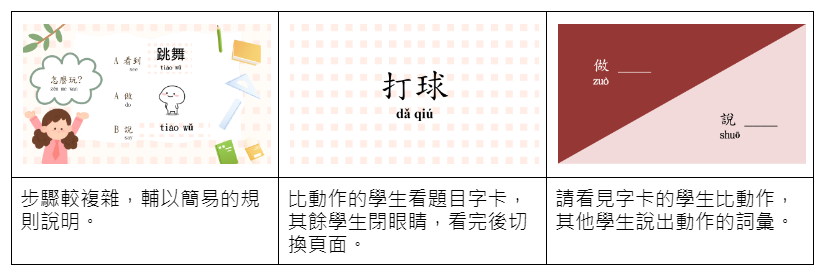 跳舞
tiào wǔ
A 看到
see
怎麼玩?
zěn me wán
A 做
do
B 說
say
tiào wǔ
打球
dǎ qiú
做 ____
zuó
說 ____
shuō
步驟較複雜，輔以簡易的規
則說明。
比動作的學生看題目字卡，
其餘學生閉眼睛，看完後切
換頁面。
請看見字卡的學生比動作，
其他學生說出動作的詞彙。